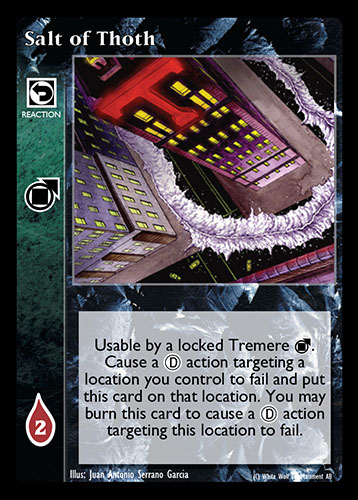 Salt of Thoth
REACTION
Usable by a locked Tremere.
Cause a D action targeting a
location you control to fail and put
this card on that location. You may
burn this card to cause a D action
targeting this location to fail.
2
Illus: Juan Antonio Serrano Garcia
(C) White Wolf Entertainment AB